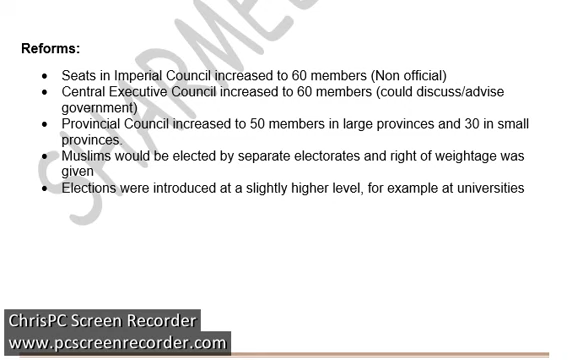 Reforms:
• Seats in Imperial Council increased to 60 members (Non official)
• Central Executive Council increased to 60 members (could discuss/advise
government)
• Provincial Council increased to 50 members in large provinces and 30 in small
provinces.
• Muslims would be elected by separate electorates and right of weightage was
given
• Elections were introduced at a slightly higher level, for example at universities
ChrisPC Screen Recorder
www.pcscreenrecorder.com